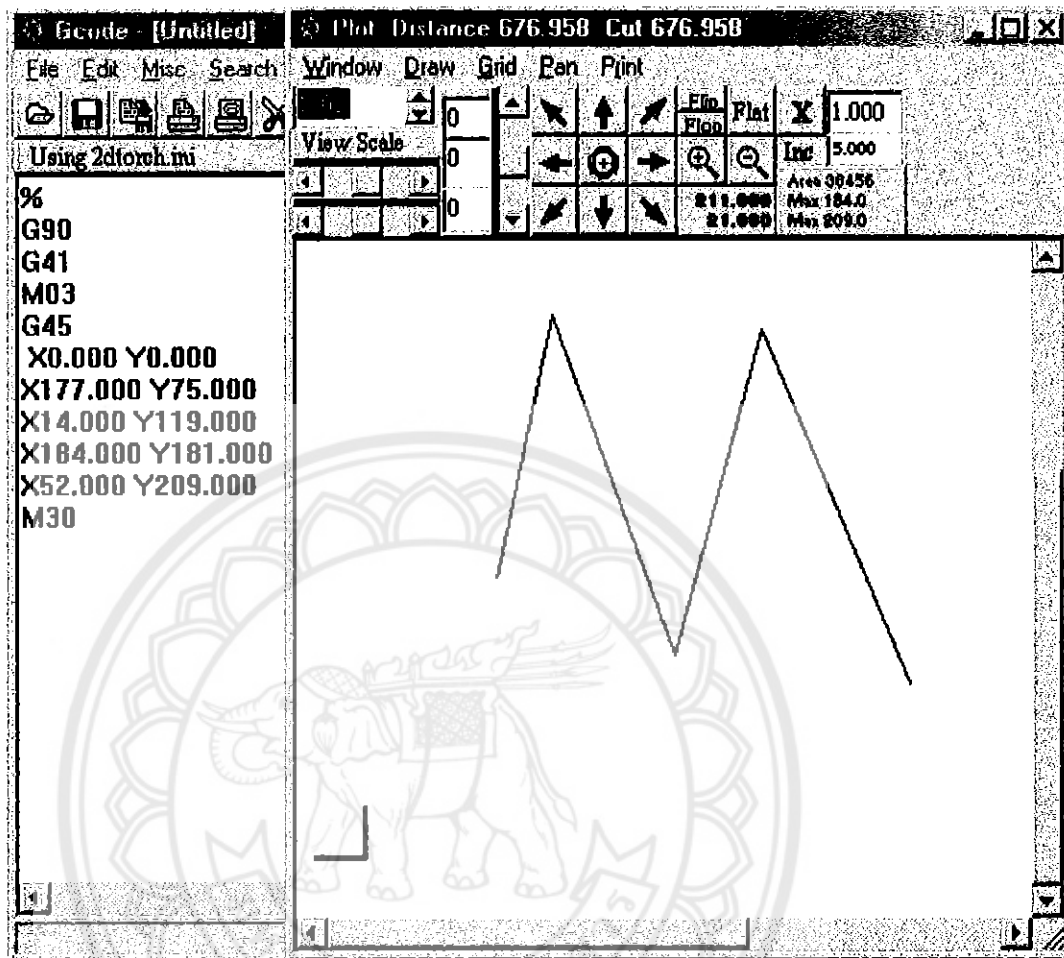 Gcode - [Untitled]
File Edit Misc Search
Using 2dtorch.ini
%
G90
G41
M03
G45
X0.000 Y0.000
X177.000 Y75.000
X14.000 Y119.000
X184.000 Y181.000
X52.000 Y209.000
M30
Plot Distance 676.958 Cut 676.958
Window Draw Grid Pan Print
View Scale
0
0
0
Flip
Flop
Flat
X
1.000
Inc
5.000
211.000
21.000
Area 38456
Max 184.0
Max 209.0